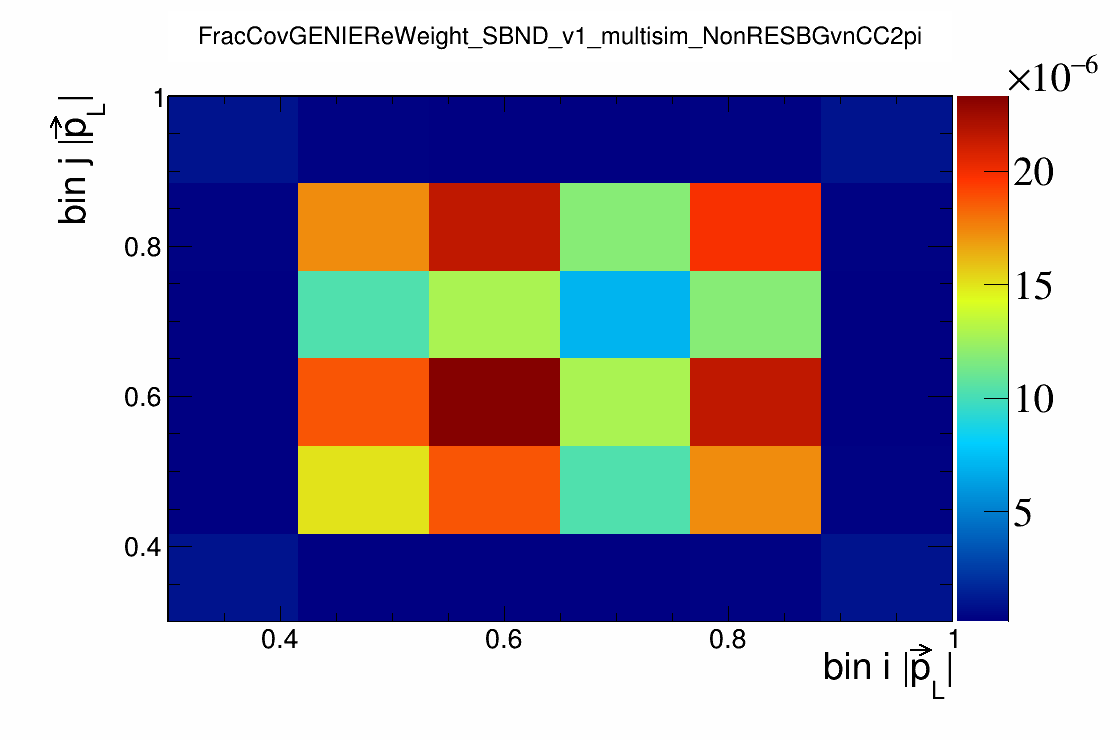 FracCovGENIEReWeight_SBND_v1_multisim_NonRESBGvnCC2pi
×10⁻⁶
bin j |p⃗_L|
1
0.8
0.6
0.4
20
15
10
5
0.4 0.6 0.8 1
bin i |p⃗_L|